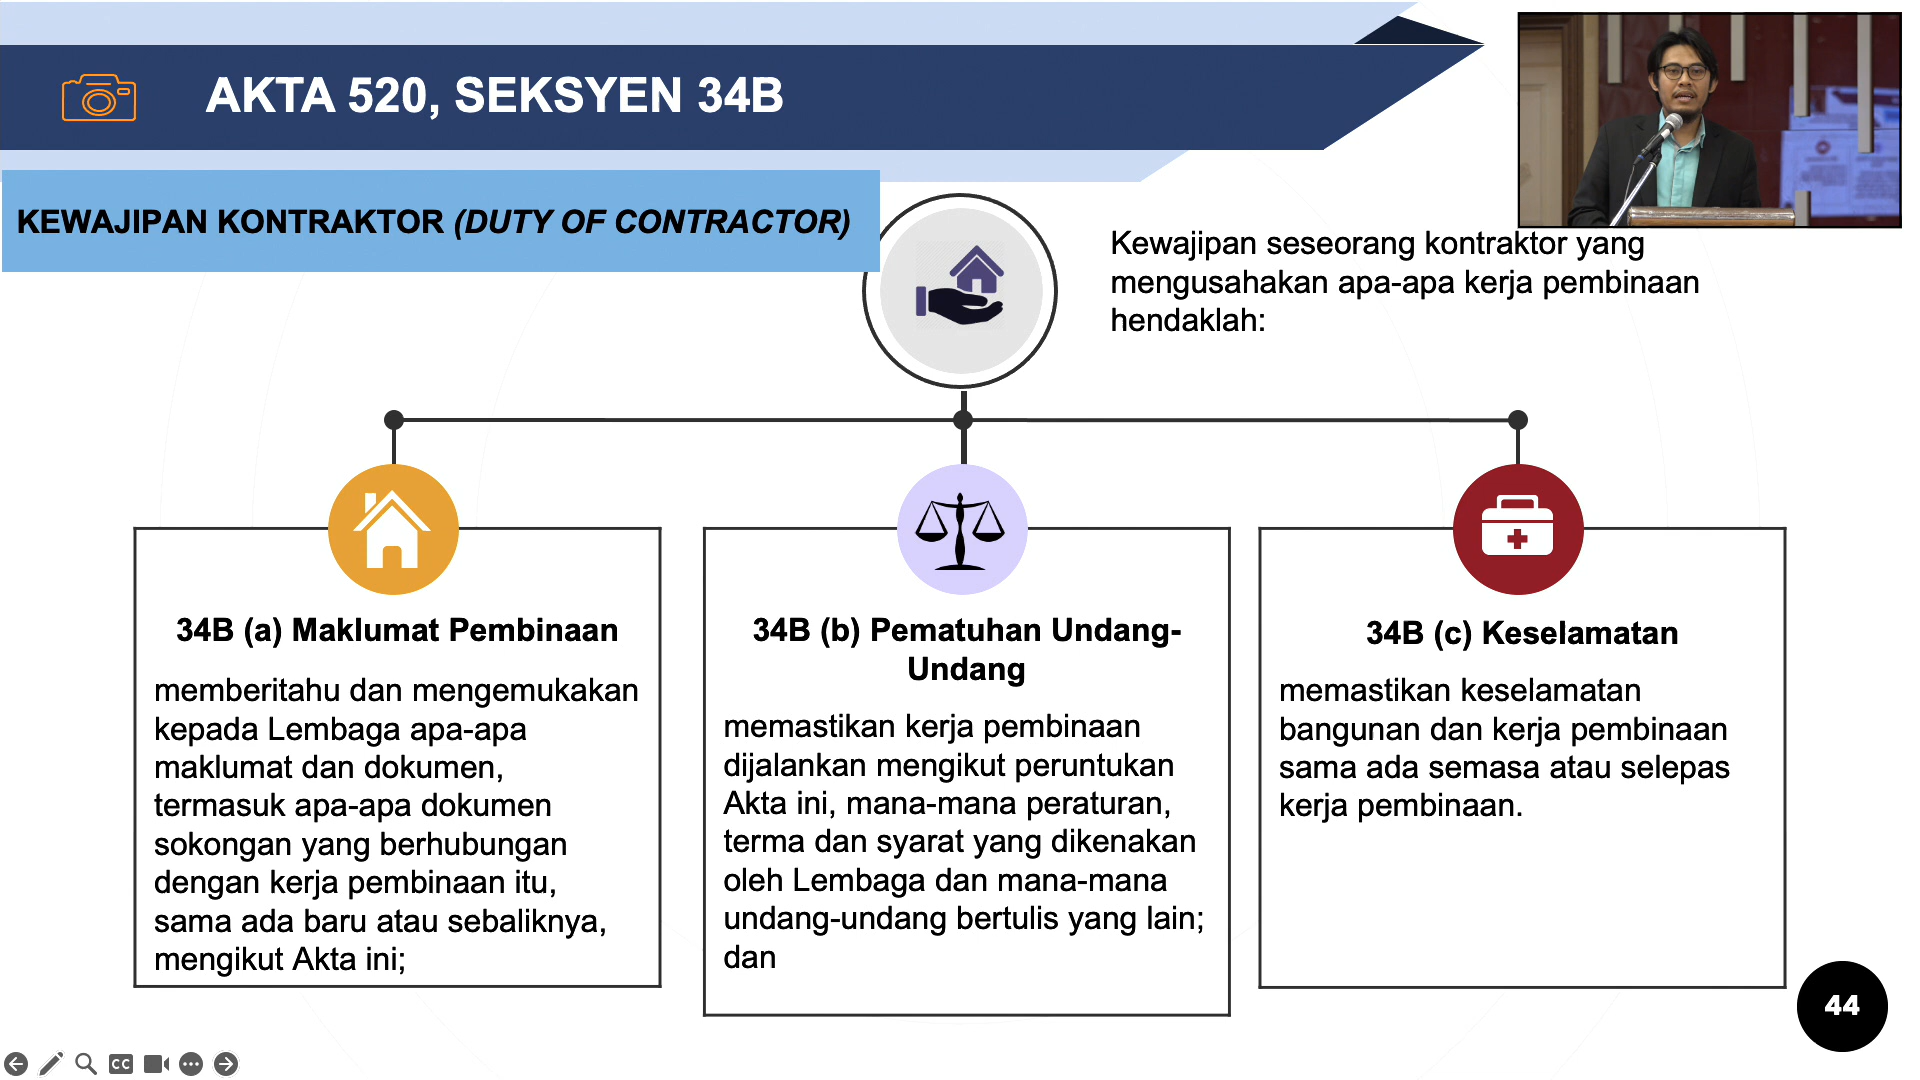 AKTA 520, SEKSYEN 34B
KEWAJIPAN KONTRAKTOR (DUTY OF CONTRACTOR)
Kewajipan seseorang kontraktor yang
mengusahakan apa-apa kerja pembinaan
hendaklah:
34B (a) Maklumat Pembinaan
memberitahu dan mengemukakan
kepada Lembaga apa-apa
maklumat dan dokumen,
termasuk apa-apa dokumen
sokongan yang berhubungan
dengan kerja pembinaan itu,
sama ada baru atau sebaliknya,
mengikut Akta ini;
34B (b) Pematuhan Undang-
Undang
memastikan kerja pembinaan
dijalankan mengikut peruntukan
Akta ini, mana-mana peraturan,
terma dan syarat yang dikenakan
oleh Lembaga dan mana-mana
undang-undang bertulis yang lain;
dan
34B (c) Keselamatan
memastikan keselamatan
bangunan dan kerja pembinaan
sama ada semasa atau selepas
kerja pembinaan.
44
CC